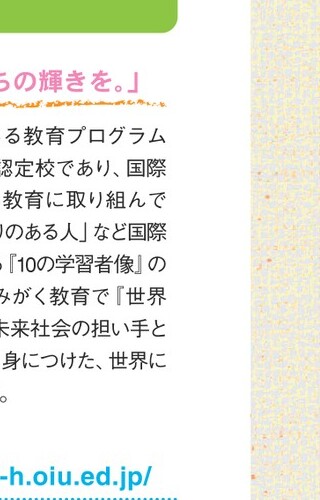 ちの輝きを。」
る教育プログラム
認定校であり、国際
教育に取り組んで
りのある人」など国際
『10の学習者像』の
みがく教育で『世界
未来社会の担い手と
身につけた、世界に
。
-h.oiu.ed.jp/